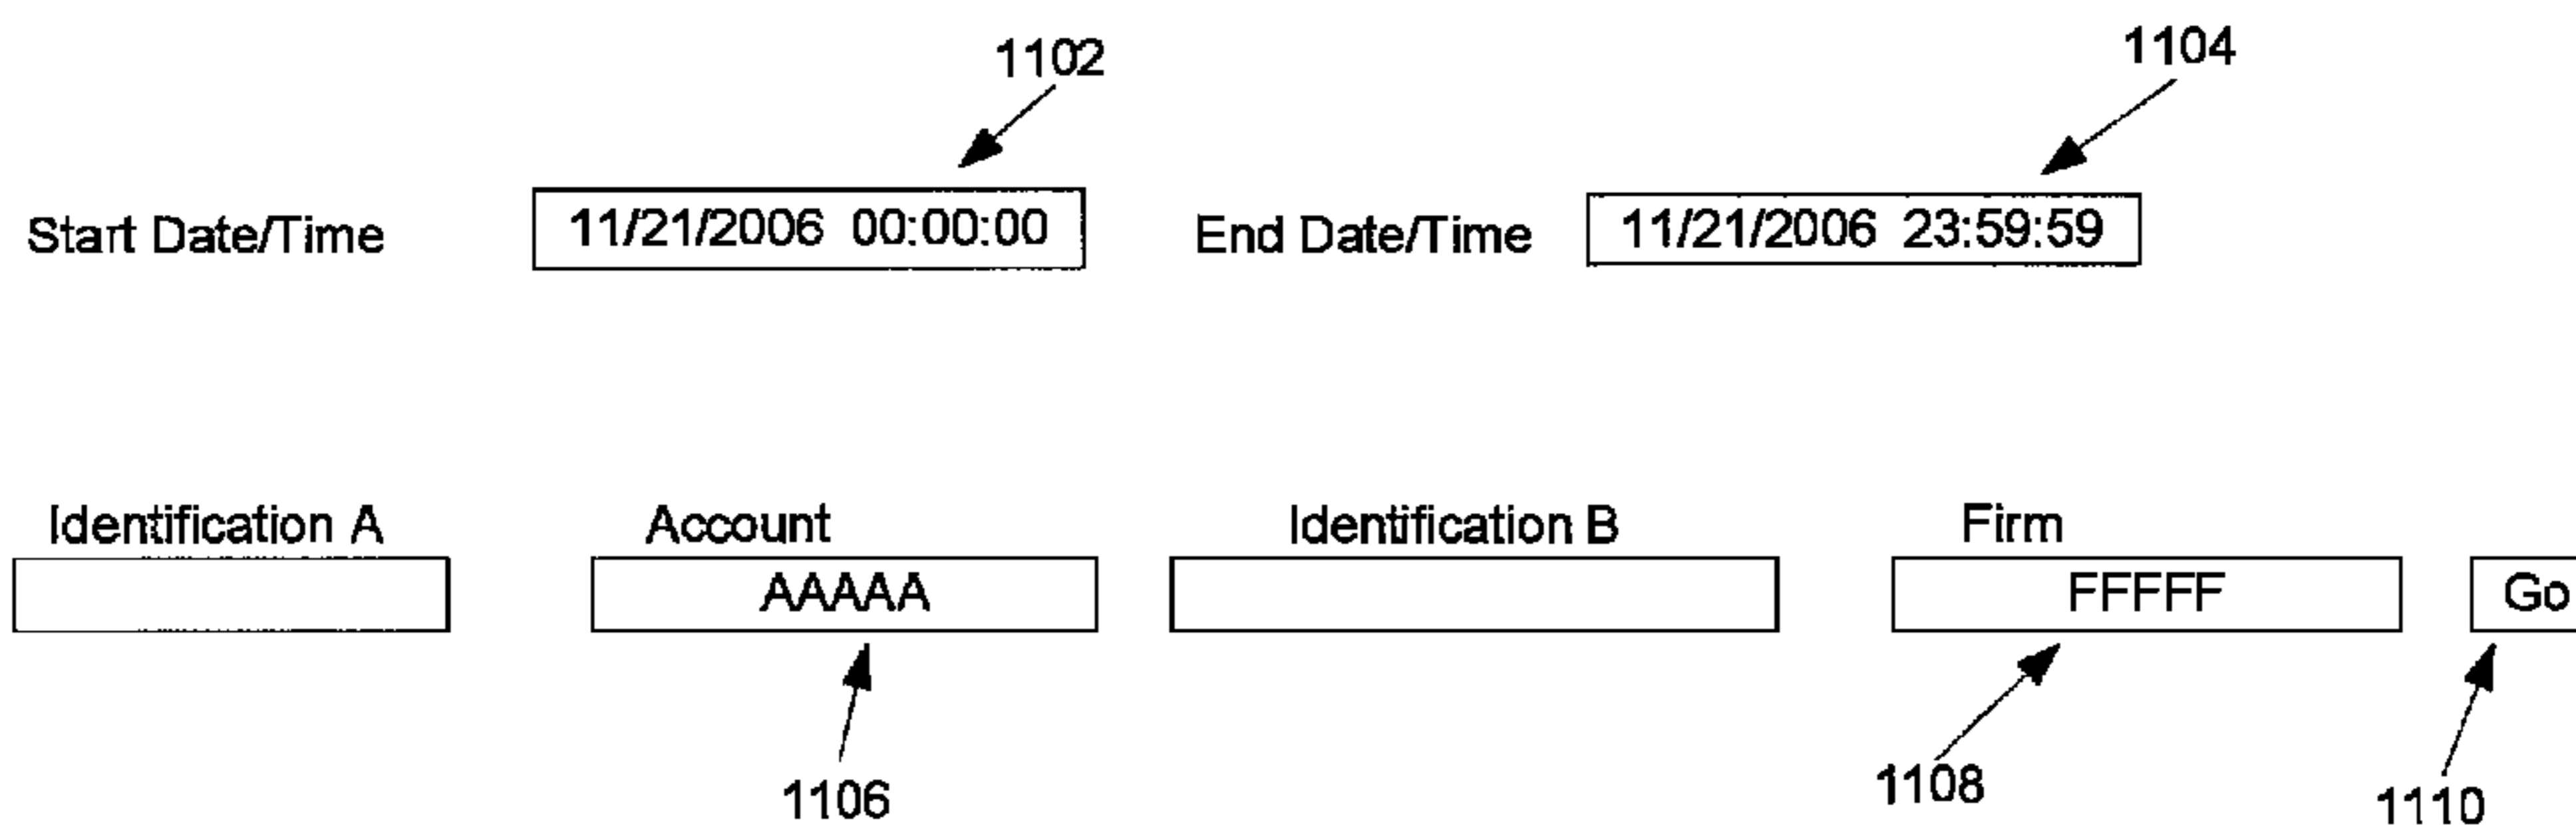 1102 1104
Start Date/Time 11/21/2006 00:00:00 End Date/Time 11/21/2006 23:59:59
Identification A Account Identification B Firm
AAAAA FFFFF Go
1106 1108 1110